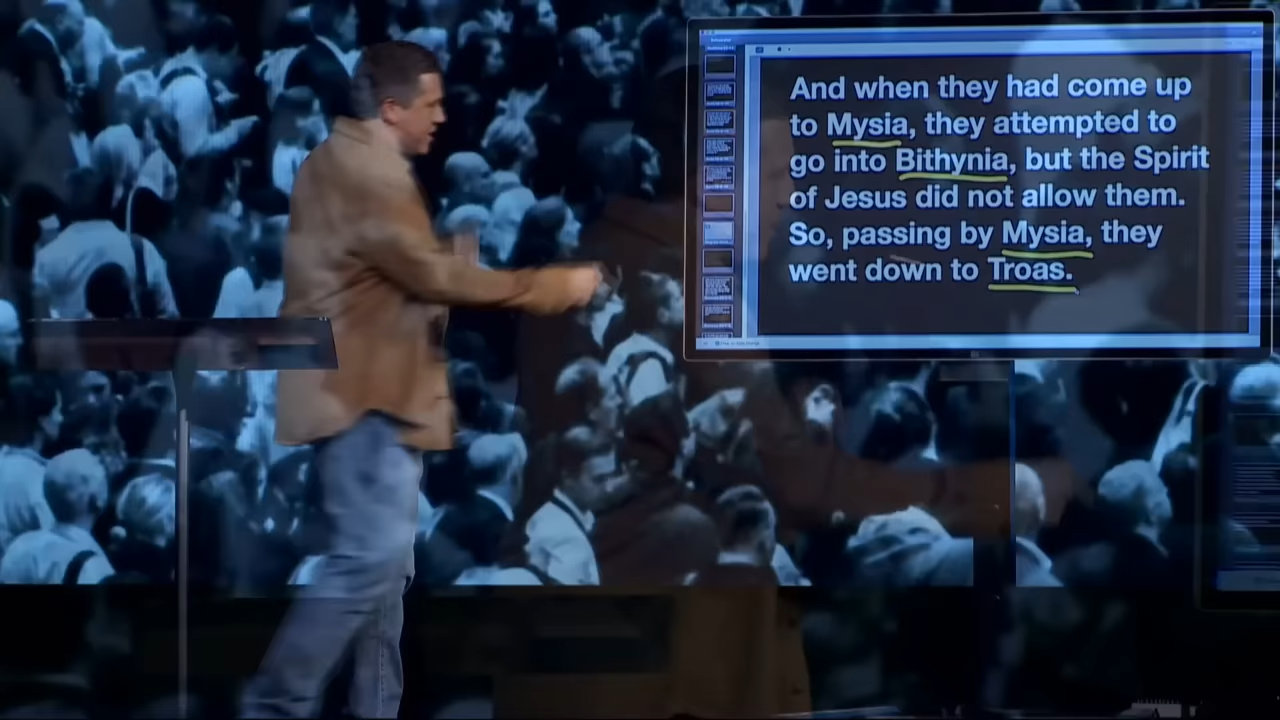 And when they had come up
to Mysia, they attempted to
go into Bithynia, but the Spirit
of Jesus did not allow them.
So, passing by Mysia, they
went down to Troas.